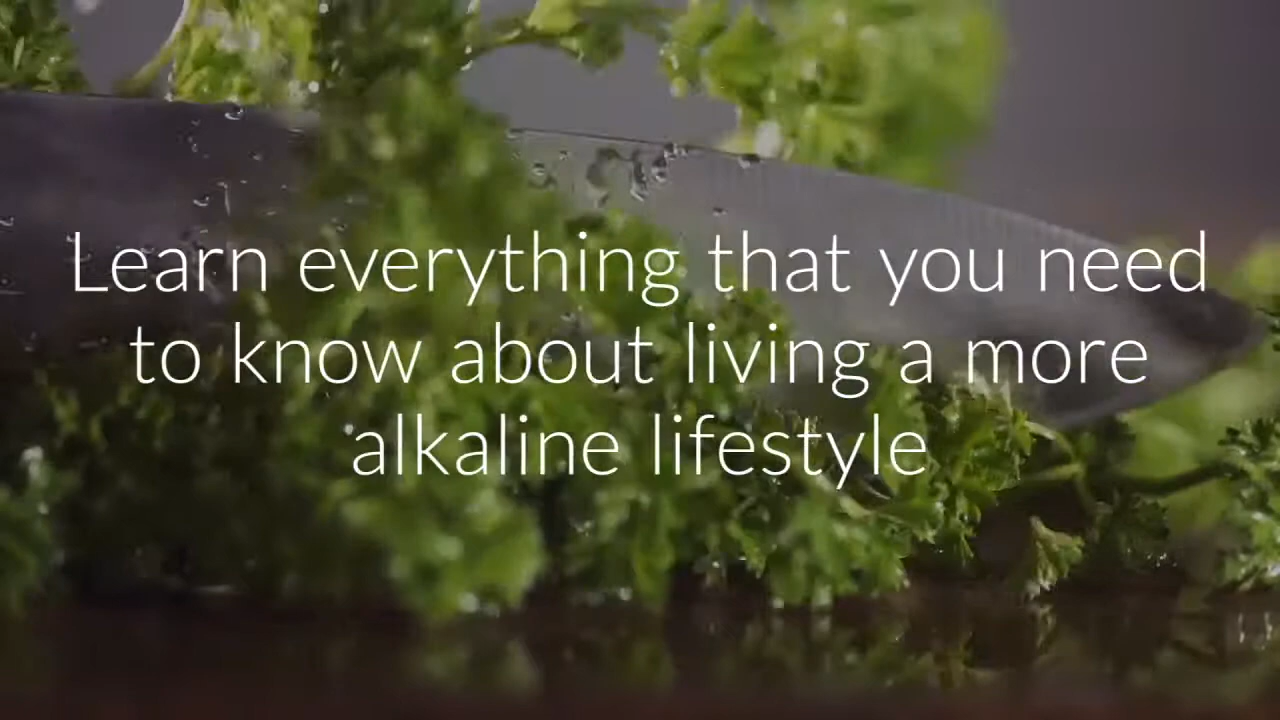 Learn everything that you need
to know about living a more
alkaline lifestyle